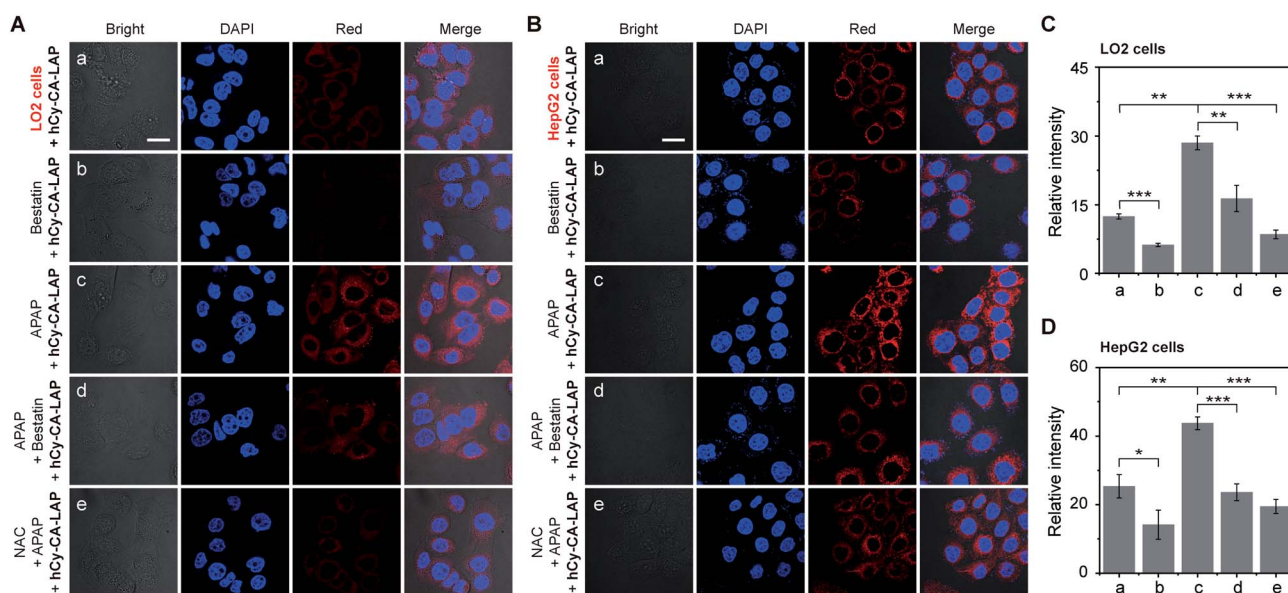 A
Bright
DAPI
Red
Merge
LO2 cells
+ hCy-CA-LAP
a
Bestatin
+ hCy-CA-LAP
b
APAP
+ hCy-CA-LAP
c
APAP
+ Bestatin
+ hCy-CA-LAP
d
NAC
+ APAP
+ hCy-CA-LAP
e
B
Bright
DAPI
Red
Merge
HepG2 cells
+ hCy-CA-LAP
a
Bestatin
+ hCy-CA-LAP
b
APAP
+ hCy-CA-LAP
c
APAP
+ Bestatin
+ hCy-CA-LAP
d
NAC
+ APAP
+ hCy-CA-LAP
e
C
LO2 cells
Relative intensity
45
30
15
0
** ***
**
***
a b c d e
D
HepG2 cells
Relative intensity
60
40
20
0
** ***
***
*
a b c d e